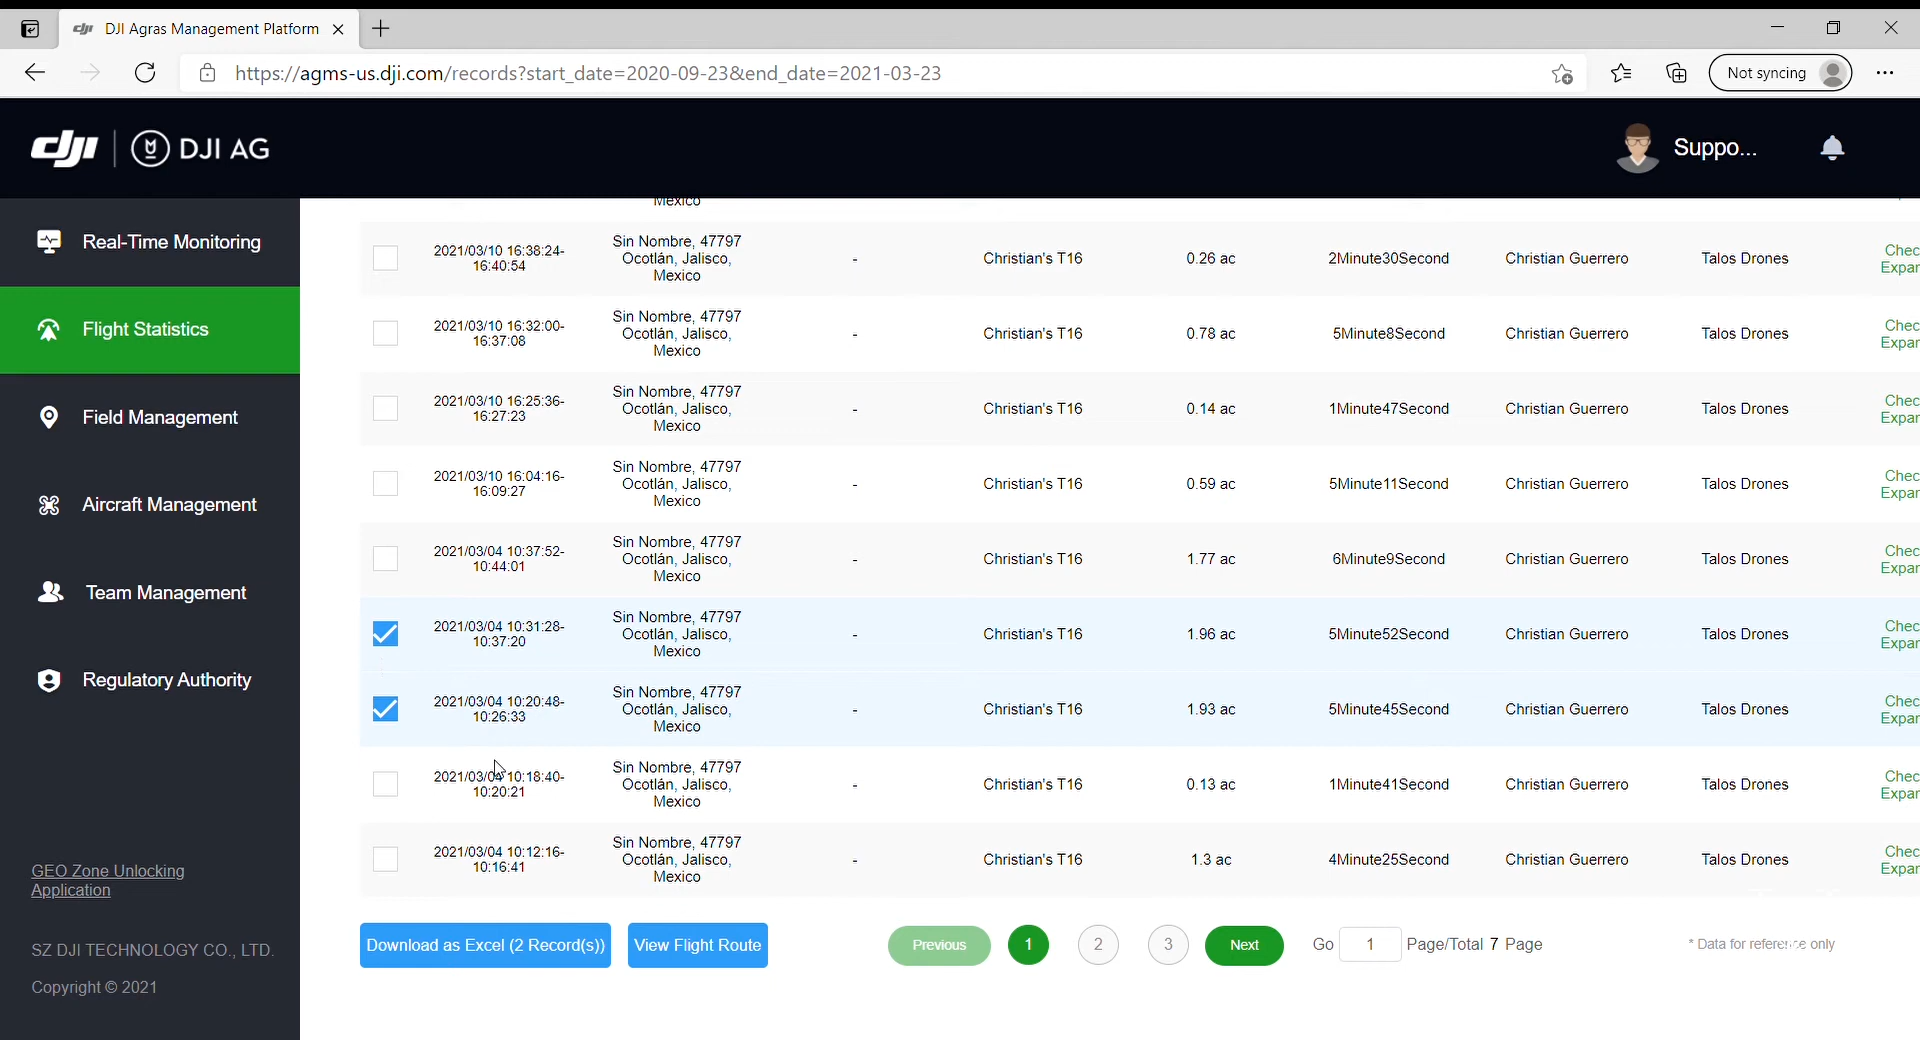 DJI Agras Management Platform
https://agms-us.dji.com/records?start_date=2020-09-23&end_date=2021-03-23
Not syncing
dji DJI AG
Suppo...
Real-Time Monitoring
Flight Statistics
Field Management
Aircraft Management
Team Management
Regulatory Authority
GEO Zone Unlocking
Application
SZ DJI TECHNOLOGY CO., LTD.
Copyright © 2021
Mexico
2021/03/10 16:38:24-
16:40:54
Sin Nombre, 47797
Ocotlán, Jalisco,
Mexico
-
Christian's T16
0.26 ac
2Minute30Second
Christian Guerrero
Talos Drones
Chec
Expar
2021/03/10 16:32:00-
16:37:08
Sin Nombre, 47797
Ocotlán, Jalisco,
Mexico
-
Christian's T16
0.78 ac
5Minute8Second
Christian Guerrero
Talos Drones
Chec
Expar
2021/03/10 16:25:36-
16:27:23
Sin Nombre, 47797
Ocotlán, Jalisco,
Mexico
-
Christian's T16
0.14 ac
1Minute47Second
Christian Guerrero
Talos Drones
Chec
Expar
2021/03/10 16:04:16-
16:09:27
Sin Nombre, 47797
Ocotlán, Jalisco,
Mexico
-
Christian's T16
0.59 ac
5Minute11Second
Christian Guerrero
Talos Drones
Chec
Expar
2021/03/04 10:37:52-
10:44:01
Sin Nombre, 47797
Ocotlán, Jalisco,
Mexico
-
Christian's T16
1.77 ac
6Minute9Second
Christian Guerrero
Talos Drones
Chec
Expar
2021/03/04 10:31:28-
10:37:20
Sin Nombre, 47797
Ocotlán, Jalisco,
Mexico
-
Christian's T16
1.96 ac
5Minute52Second
Christian Guerrero
Talos Drones
Chec
Expar
2021/03/04 10:20:48-
10:26:33
Sin Nombre, 47797
Ocotlán, Jalisco,
Mexico
-
Christian's T16
1.93 ac
5Minute45Second
Christian Guerrero
Talos Drones
Chec
Expar
2021/03/04 10:18:40-
10:20:21
Sin Nombre, 47797
Ocotlán, Jalisco,
Mexico
-
Christian's T16
0.13 ac
1Minute41Second
Christian Guerrero
Talos Drones
Chec
Expar
2021/03/04 10:12:16-
10:16:41
Sin Nombre, 47797
Ocotlán, Jalisco,
Mexico
-
Christian's T16
1.3 ac
4Minute25Second
Christian Guerrero
Talos Drones
Chec
Expar
Download as Excel (2 Record(s))
View Flight Route
Previous
1
2
3
Next
Go 1 Page/Total 7 Page
* Data for reference only